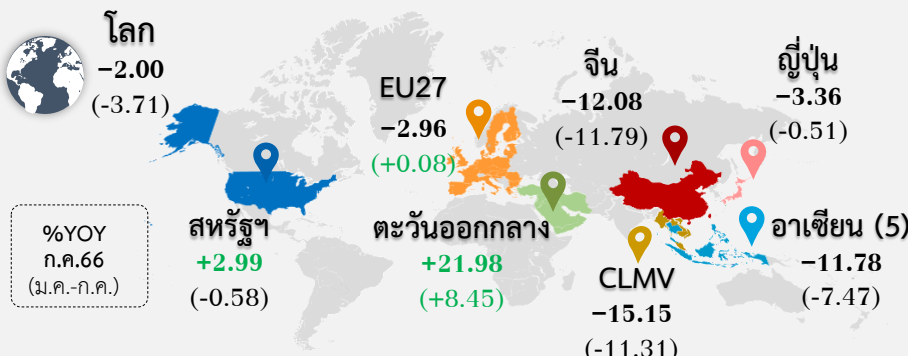 โลก
−2.00
(-3.71)
EU27
−2.96
(+0.08)
จีน
−12.08
(-11.79)
ญี่ปุ่น
−3.36
(-0.51)
%YOY
ก.ค.66
(ม.ค.-ก.ค.)
สหรัฐฯ
+2.99
(-0.58)
ตะวันออกกลาง
+21.98
(+8.45)
CLMV
−15.15
(-11.31)
อาเซียน (5)
−11.78
(-7.47)